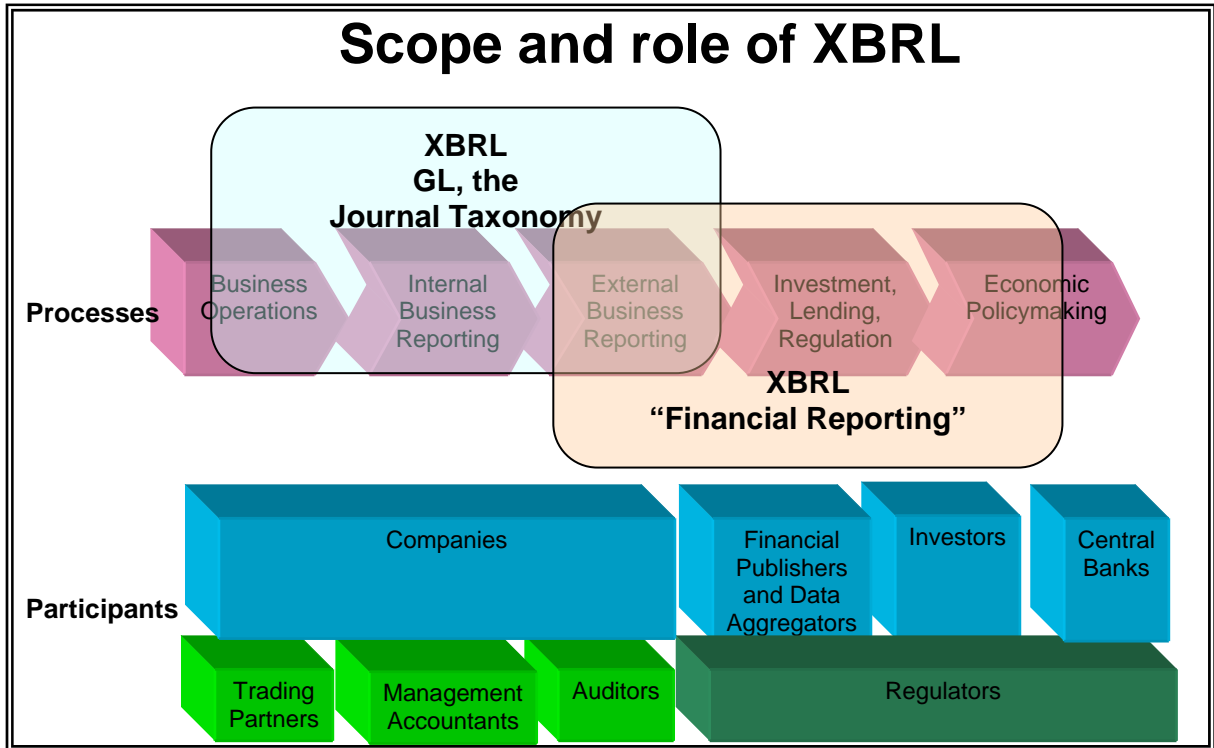 Scope and role of XBRL
XBRL
GL, the
Journal Taxonomy
Processes
Business
Operations
Internal
Business
Reporting
External
Business
Reporting
Investment,
Lending,
Regulation
Economic
Policymaking
XBRL
“Financial Reporting”
Participants
Companies
Financial
Publishers
and Data
Aggregators
Investors
Central
Banks
Trading
Partners
Management
Accountants
Auditors
Regulators